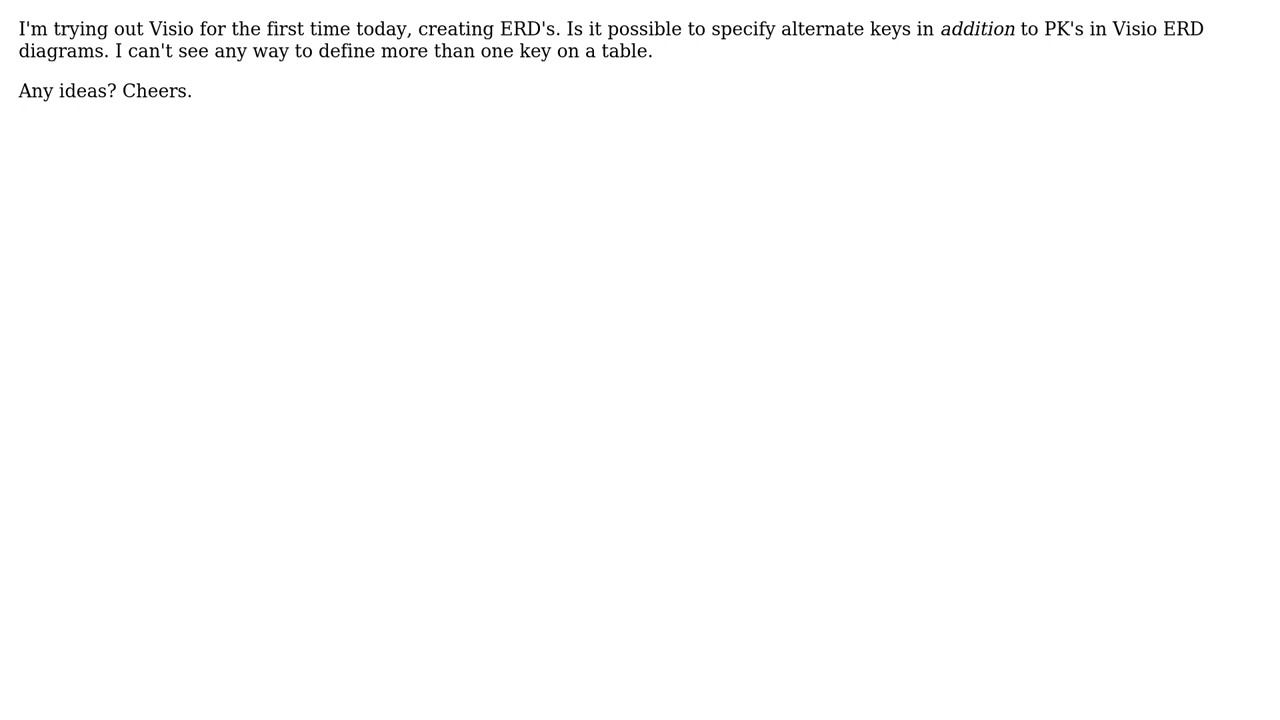 I'm trying out Visio for the first time today, creating ERD's. Is it possible to specify alternate keys in addition to PK's in Visio ERD
diagrams. I can't see any way to define more than one key on a table.
Any ideas? Cheers.